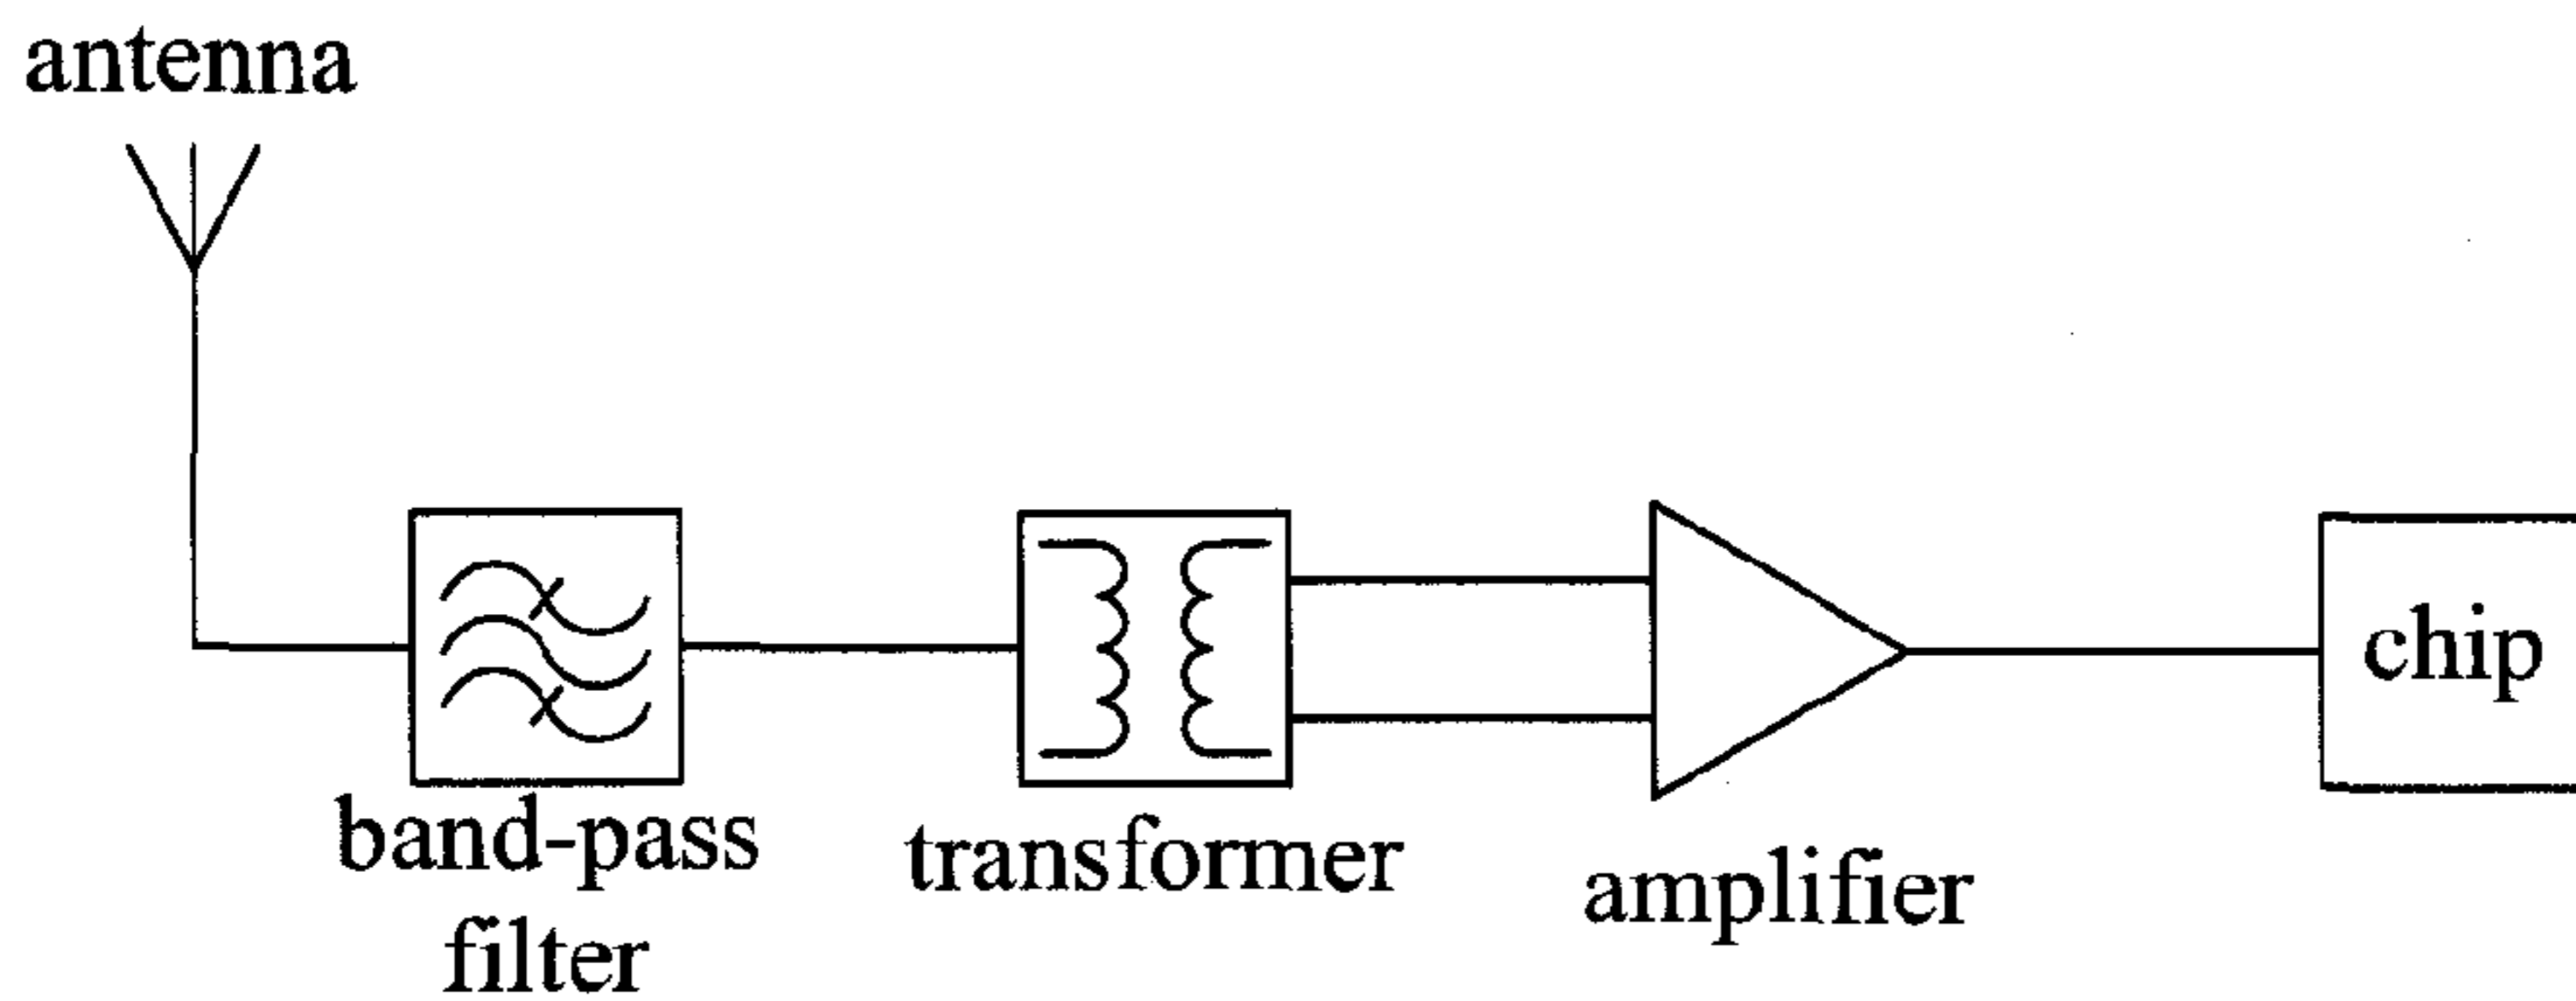 antenna
chip
band-pass
filter
transformer
amplifier